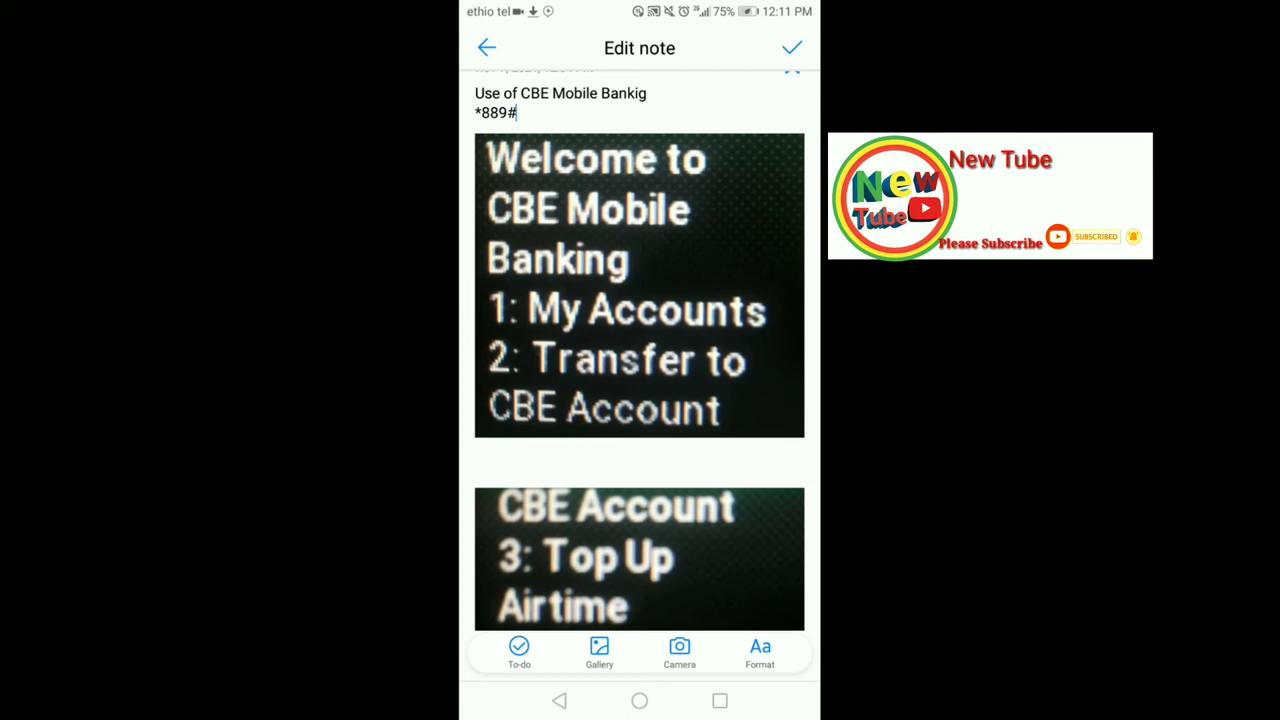 ethio tel 75% 12:11 PM
Edit note
Use of CBE Mobile Bankig
*889#
Welcome to
CBE Mobile
Banking
1: My Accounts
2: Transfer to
CBE Account
CBE Account
3: Top Up
Airtime
To-do Gallery Camera Format
New Tube
New
Tube
Please Subscribe SUBSCRIBED